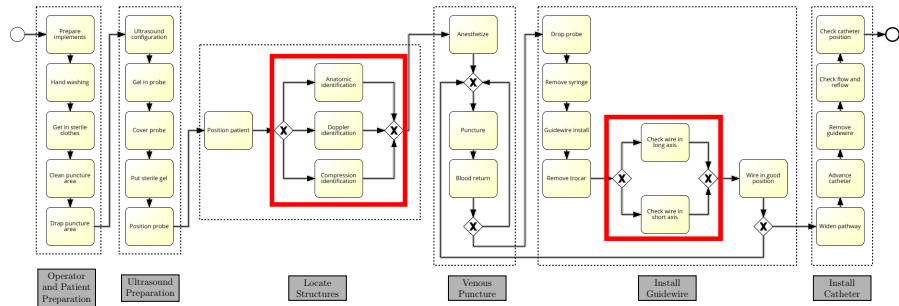 Prepare
implements
Hand washing
Get in sterile
clothes
Clean puncture
area
Drap puncture
area
Operator
and Patient
Preparation
Ultrasound
configuration
Gel in probe
Cover probe
Put sterile gel
Position probe
Ultrasound
Preparation
Position patient
X
Anatomic
identification
Doppler
identification
Compression
identification
X
Locate
Structures
Anesthetize
X
Puncture
Blood return
X
Venous
Puncture
Drop probe
Remove syringe
Guidewire install
Remove trocar
X
Check wire in
long axis
Check wire in
short axis
X
Wire in good
position
X
Install
Guidewire
Check catheter
position
Check flow and
reflow
Remove
guidewire
Advance
catheter
Widen pathway
Install
Catheter